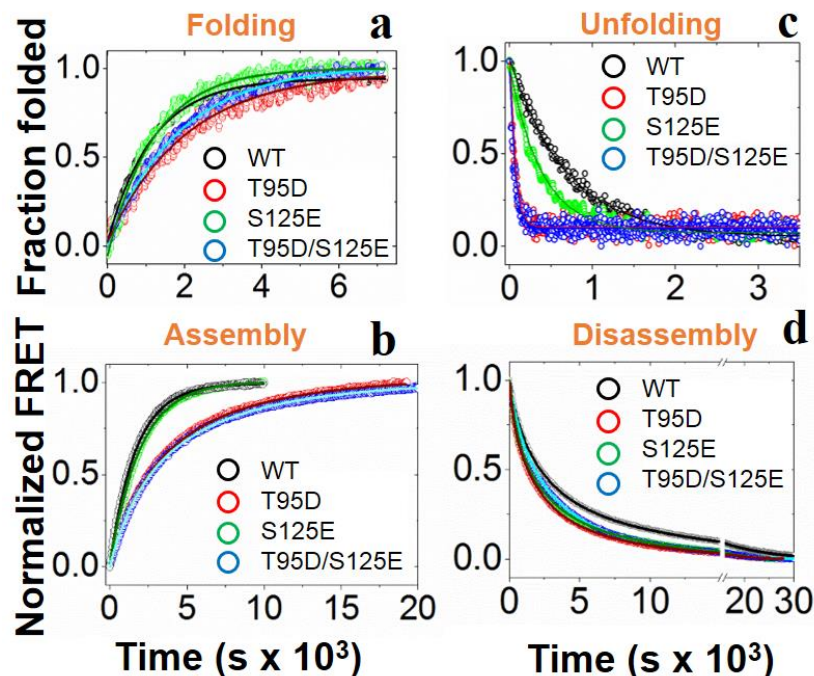 Folding
a
Fraction folded
1.0
0.5
0.0
WT
T95D
S125E
T95D/S125E
0 2 4 6
Unfolding
c
1.0
0.5
0.0
WT
T95D
S125E
T95D/S125E
0 1 2 3
Assembly
b
Normalized FRET
1.0
0.5
0.0
WT
T95D
S125E
T95D/S125E
0 5 10 15 20
Time (s x 10³)
Disassembly
d
1.0
0.5
0.0
WT
T95D
S125E
T95D/S125E
0 5 10 20 30
Time (s x 10³)